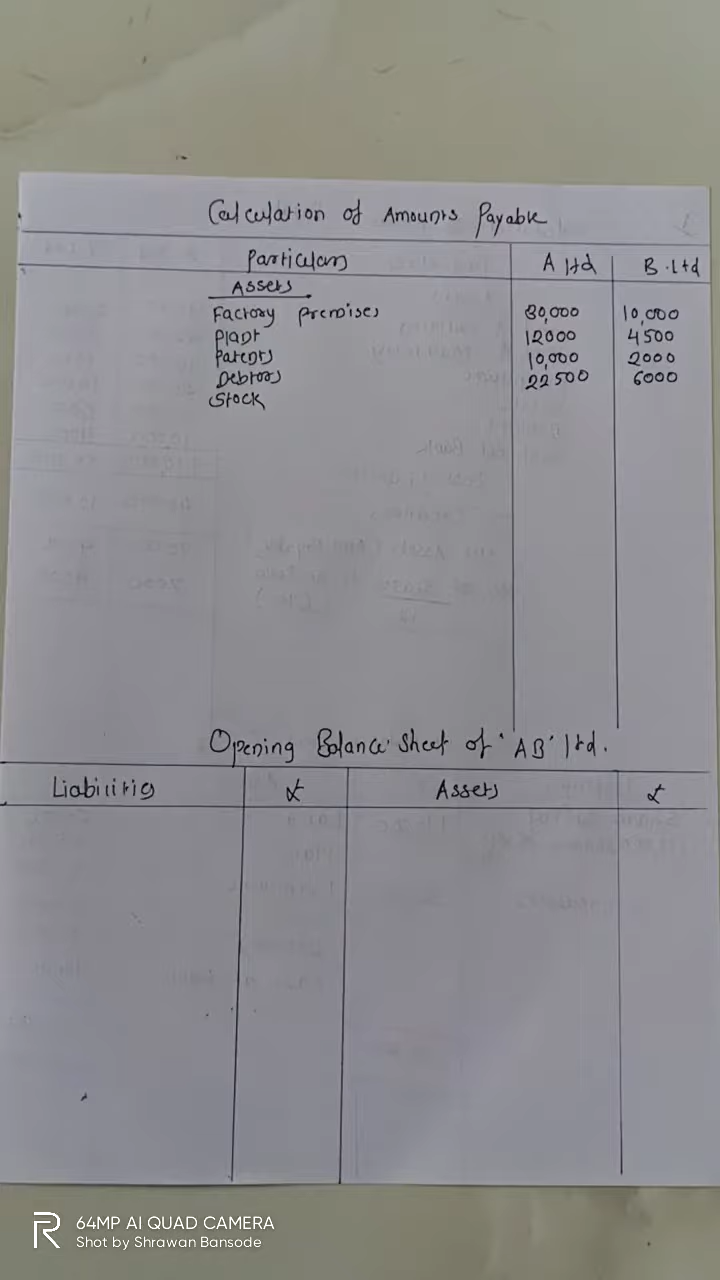 Calculation of Amounts Payable
Particulars A ltd B.Ltd
Assets
Factory premises 30,000 10,000
Plant 12000 4500
Patents 10,000 2000
Debtors 22500 6000
Stock
Opening Balance Sheet of 'AB' ltd.
Liabilities £ Assets £
64MP AI QUAD CAMERA
Shot by Shrawan Bansode